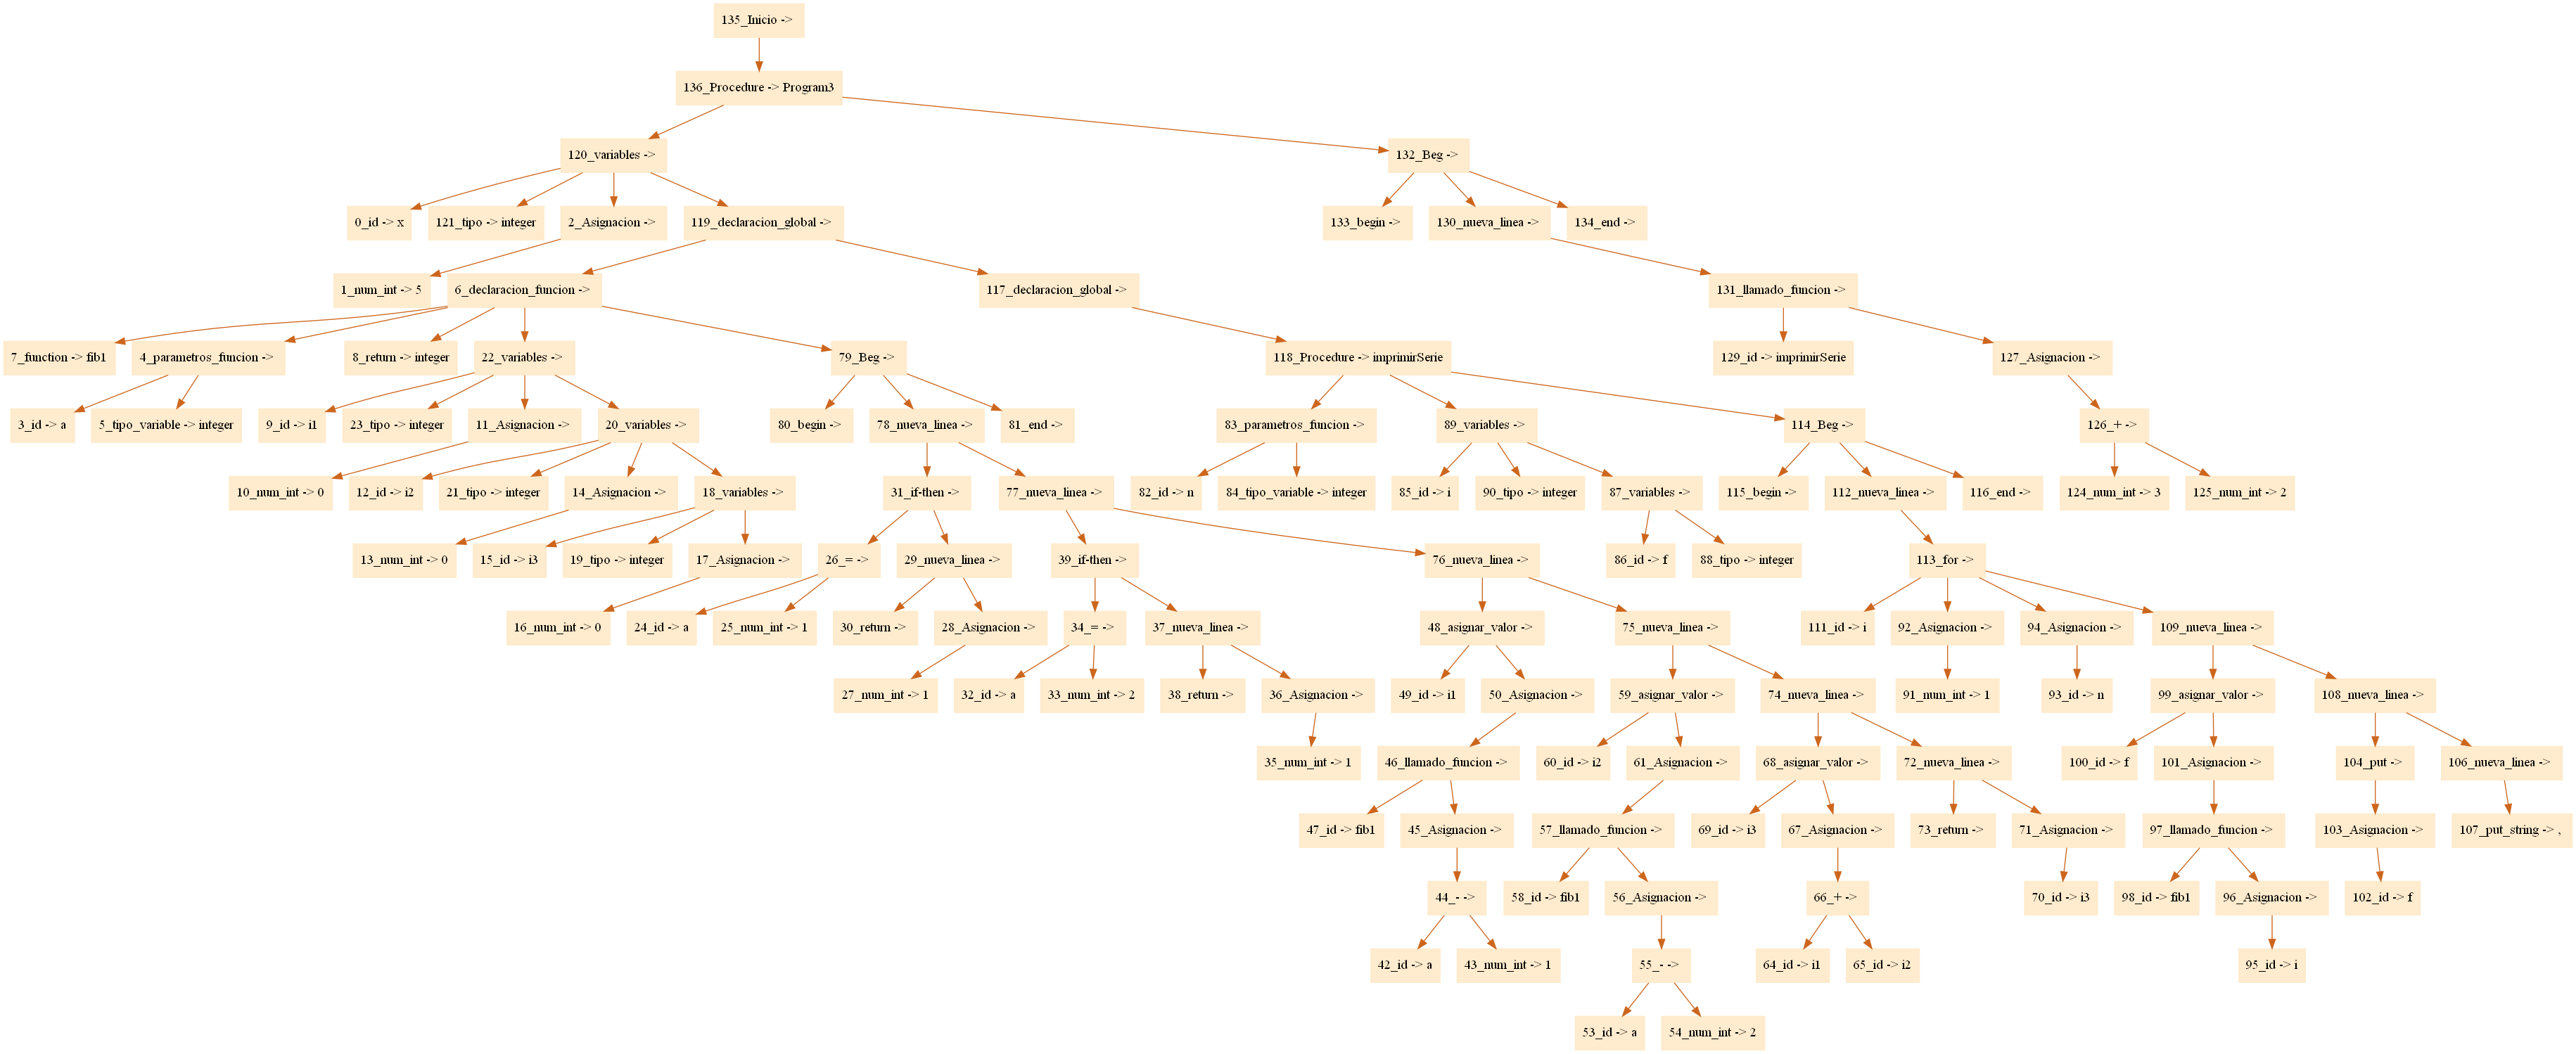 135_Inicio ->
136_Procedure -> Program3
120_variables ->
132_Beg ->
0_id -> x
121_tipo -> integer
2_Asignacion ->
119_declaracion_global ->
133_begin ->
130_nueva_linea ->
134_end ->
1_num_int -> 5
6_declaracion_funcion ->
117_declaracion_global ->
131_llamado_funcion ->
7_function -> fib1
4_parametros_funcion ->
8_return -> integer
22_variables ->
79_Beg ->
118_Procedure -> imprimirSerie
129_id -> imprimirSerie
127_Asignacion ->
3_id -> a
5_tipo_variable -> integer
9_id -> i1
23_tipo -> integer
11_Asignacion ->
20_variables ->
80_begin ->
78_nueva_linea ->
81_end ->
83_parametros_funcion ->
89_variables ->
114_Beg ->
126_+ ->
10_num_int -> 0
12_id -> i2
21_tipo -> integer
14_Asignacion ->
18_variables ->
31_if-then ->
77_nueva_linea ->
82_id -> n
84_tipo_variable -> integer
85_id -> i
90_tipo -> integer
87_variables ->
115_begin ->
112_nueva_linea ->
116_end ->
124_num_int -> 3
125_num_int -> 2
13_num_int -> 0
15_id -> i3
19_tipo -> integer
17_Asignacion ->
26_= ->
29_nueva_linea ->
39_if-then ->
76_nueva_linea ->
86_id -> f
88_tipo -> integer
113_for ->
16_num_int -> 0
24_id -> a
25_num_int -> 1
30_return ->
28_Asignacion ->
34_= ->
37_nueva_linea ->
48_asignar_valor ->
75_nueva_linea ->
111_id -> i
92_Asignacion ->
94_Asignacion ->
109_nueva_linea ->
27_num_int -> 1
32_id -> a
33_num_int -> 2
38_return ->
36_Asignacion ->
49_id -> i1
50_Asignacion ->
59_asignar_valor ->
74_nueva_linea ->
91_num_int -> 1
93_id -> n
99_asignar_valor ->
108_nueva_linea ->
35_num_int -> 1
46_llamado_funcion ->
60_id -> i2
61_Asignacion ->
68_asignar_valor ->
72_nueva_linea ->
100_id -> f
101_Asignacion ->
104_put ->
106_nueva_linea ->
47_id -> fib1
45_Asignacion ->
57_llamado_funcion ->
69_id -> i3
67_Asignacion ->
73_return ->
71_Asignacion ->
97_llamado_funcion ->
103_Asignacion ->
107_put_string -> ,
44_- ->
58_id -> fib1
56_Asignacion ->
66_+ ->
70_id -> i3
98_id -> fib1
96_Asignacion ->
102_id -> f
42_id -> a
43_num_int -> 1
55_- ->
64_id -> i1
65_id -> i2
95_id -> i
53_id -> a
54_num_int -> 2